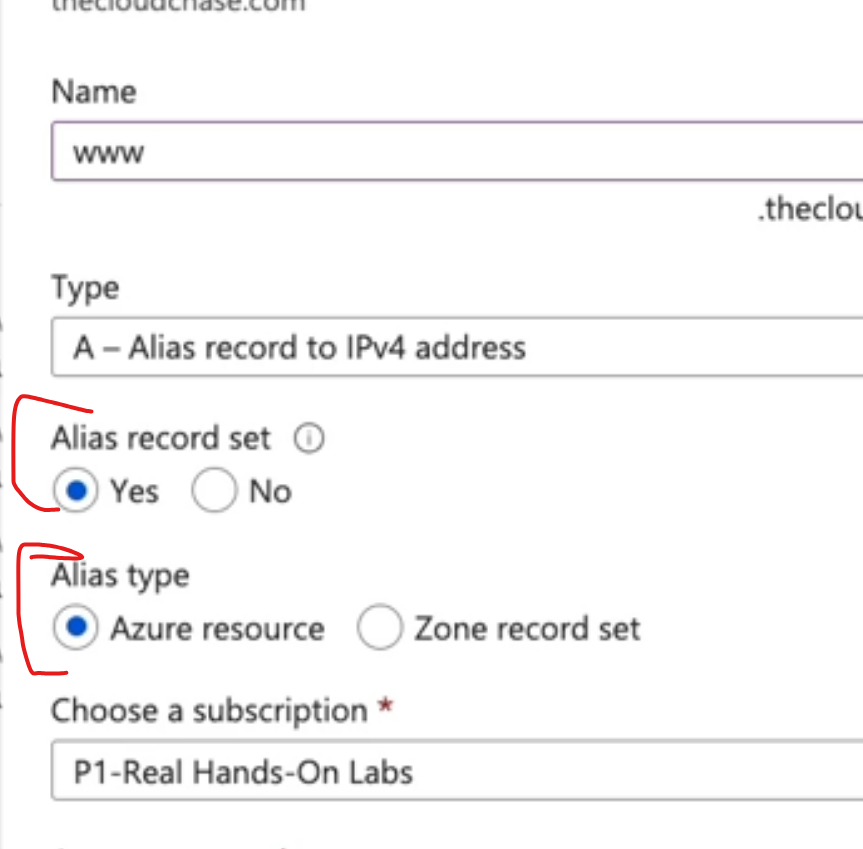 thecloudchase.com
Name
www
.theclou
Type
A – Alias record to IPv4 address
Alias record set
Yes No
Alias type
Azure resource Zone record set
Choose a subscription *
P1-Real Hands-On Labs